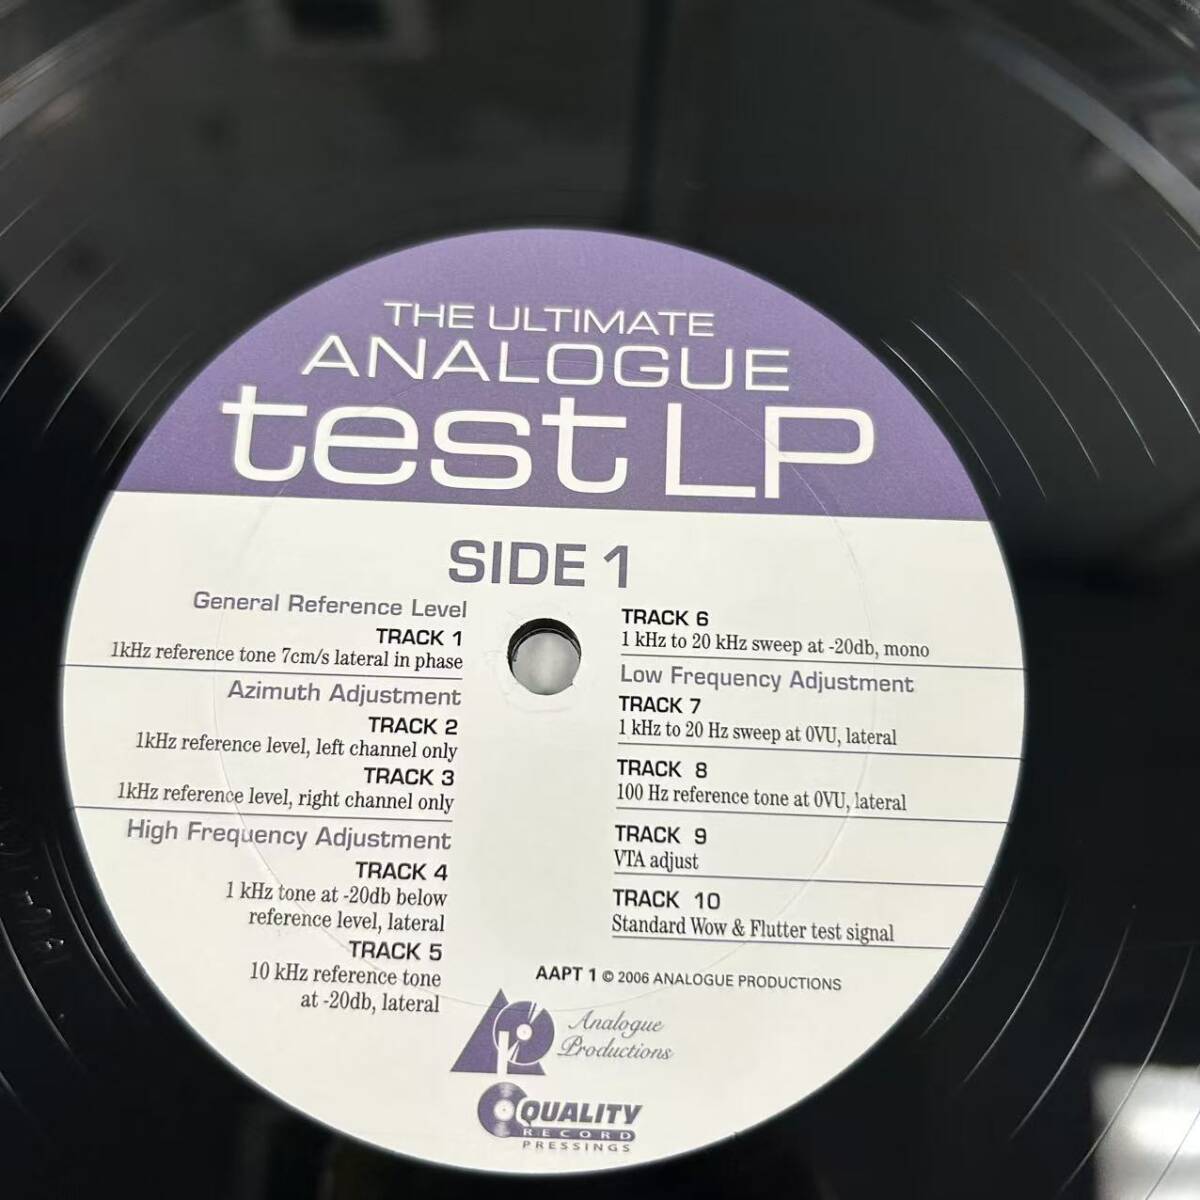 THE ULTIMATE
ANALOGUE
test LP
SIDE 1
General Reference Level
TRACK 1
1kHz reference tone 7cm/s lateral in phase
Azimuth Adjustment
TRACK 2
1kHz reference level, left channel only
TRACK 3
1kHz reference level, right channel only
High Frequency Adjustment
TRACK 4
1 kHz tone at -20db below
reference level, lateral
TRACK 5
10 kHz reference tone
at -20db, lateral
TRACK 6
1 kHz to 20 kHz sweep at -20db, mono
Low Frequency Adjustment
TRACK 7
1 kHz to 20 Hz sweep at 0VU, lateral
TRACK 8
100 Hz reference tone at 0VU, lateral
TRACK 9
VTA adjust
TRACK 10
Standard Wow & Flutter test signal
AAPT 1 © 2006 ANALOGUE PRODUCTIONS
Analogue
Productions
QUALITY
RECORD
PRESSINGS